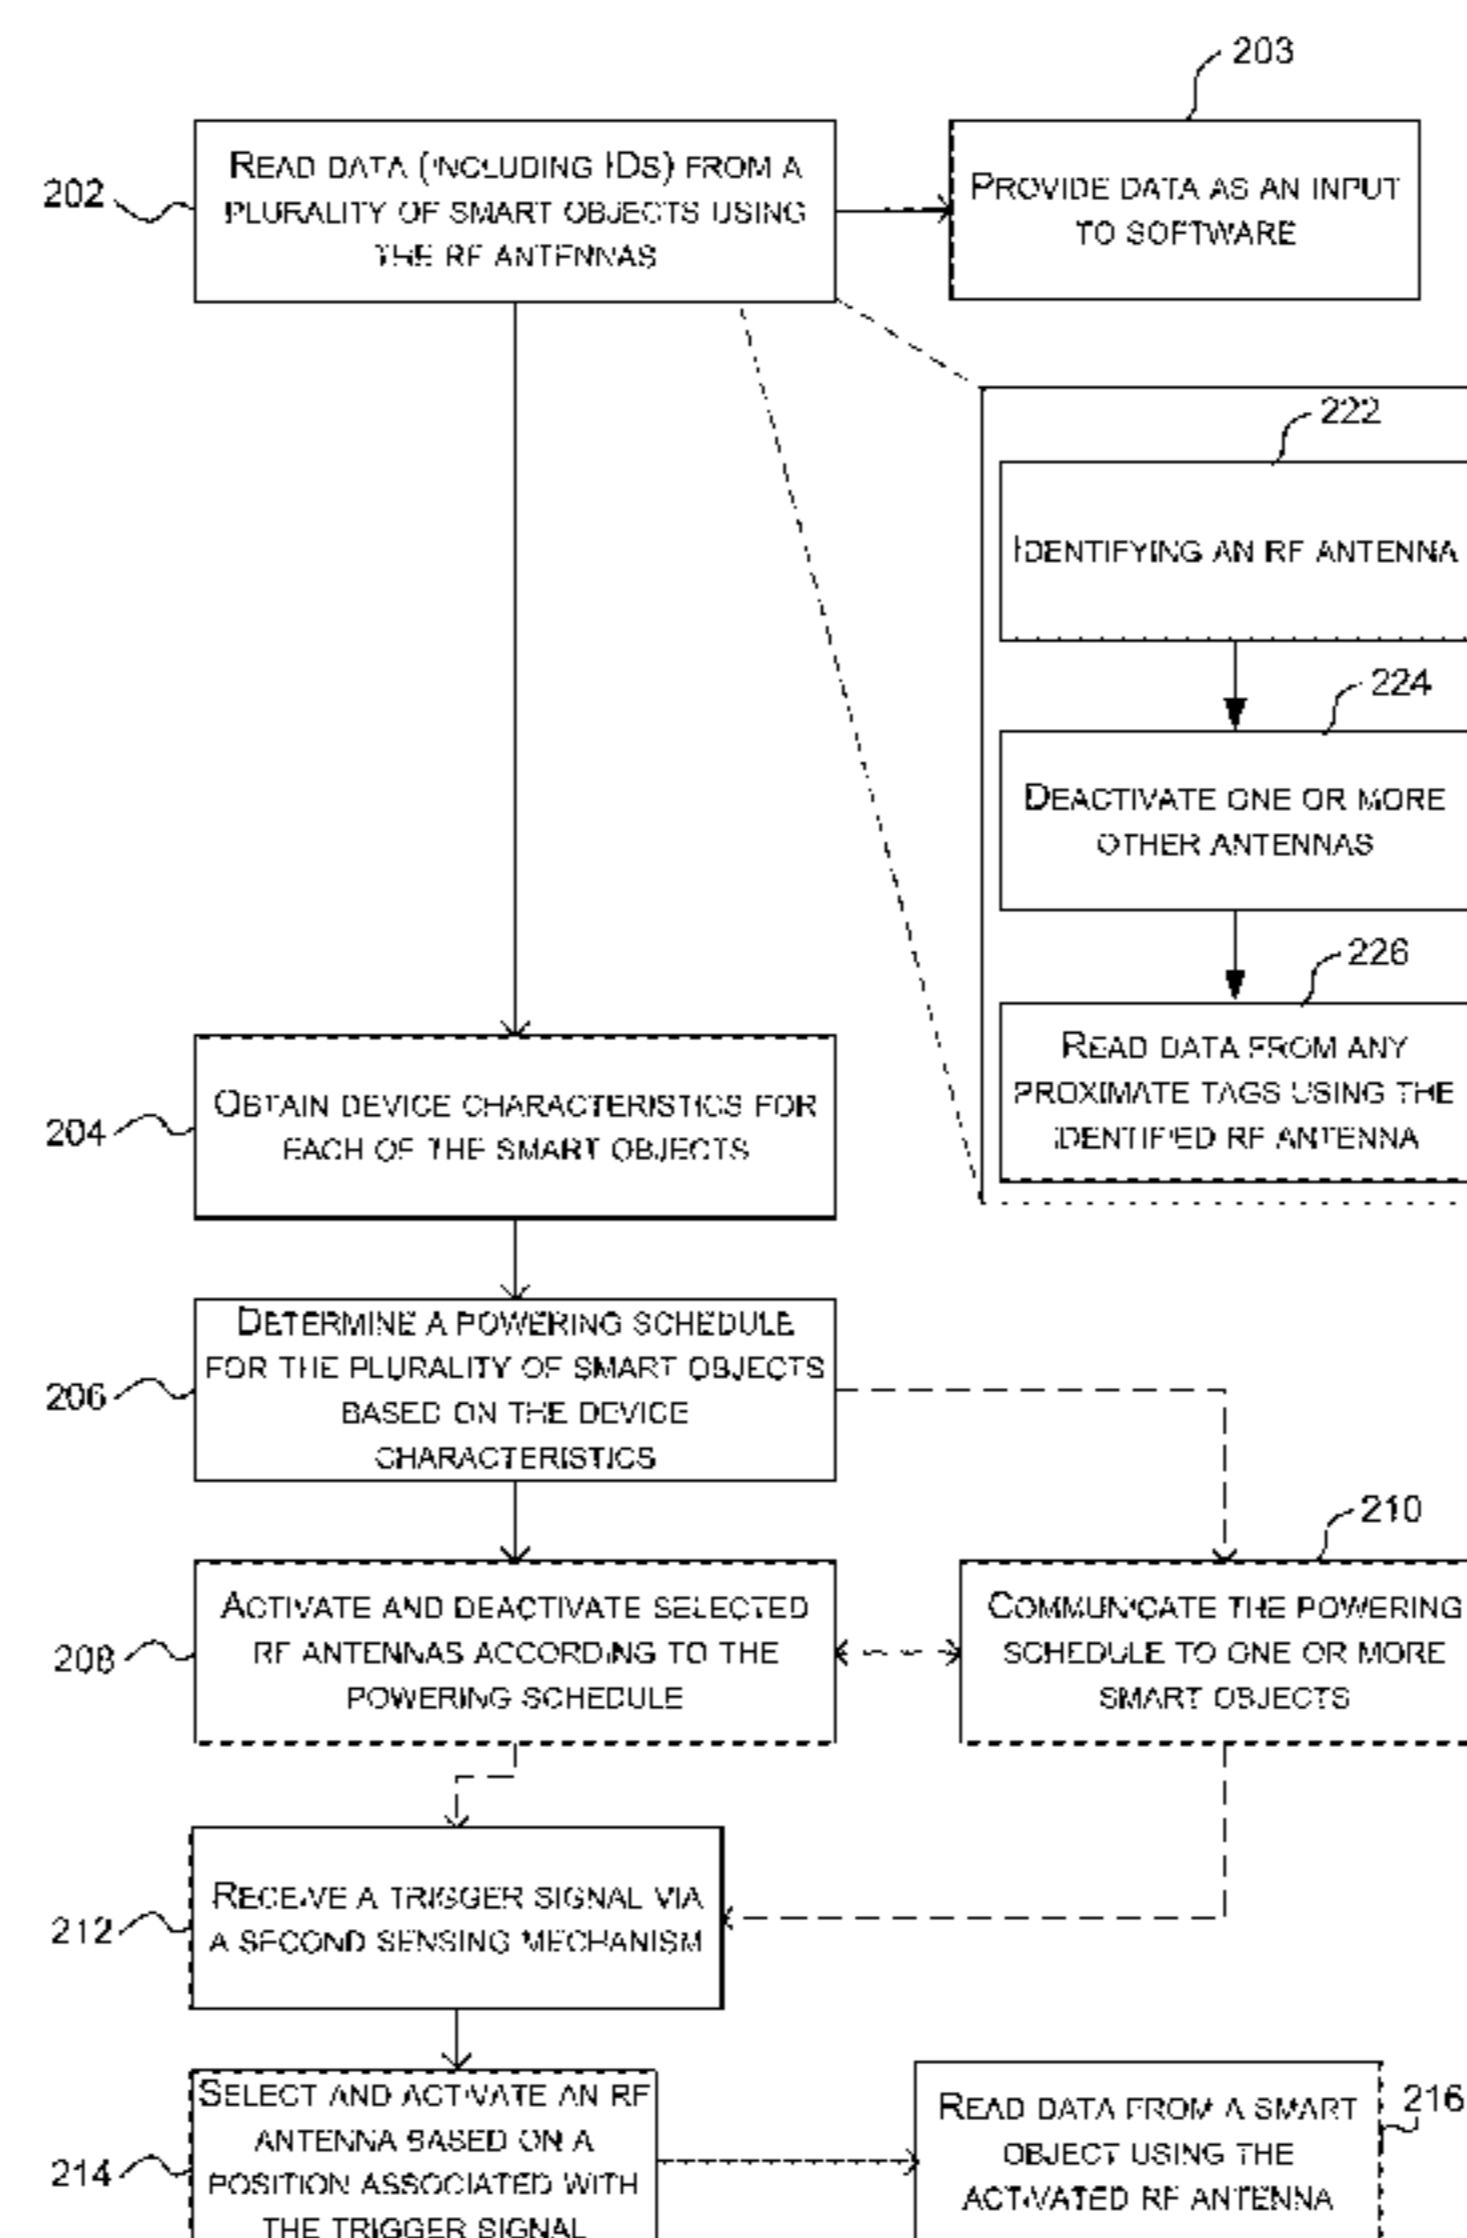 203
202
READ DATA (INCLUDING IDS) FROM A
PLURALITY OF SMART OBJECTS USING
THE RF ANTENNAS
PROVIDE DATA AS AN INPUT
TO SOFTWARE
222
IDENTIFYING AN RF ANTENNA
224
DEACTIVATE ONE OR MORE
OTHER ANTENNAS
226
READ DATA FROM ANY
PROXIMATE TAGS USING THE
IDENTIFIED RF ANTENNA
204
OBTAIN DEVICE CHARACTERISTICS FOR
EACH OF THE SMART OBJECTS
206
DETERMINE A POWERING SCHEDULE
FOR THE PLURALITY OF SMART OBJECTS
BASED ON THE DEVICE
CHARACTERISTICS
208
ACTIVATE AND DEACTIVATE SELECTED
RF ANTENNAS ACCORDING TO THE
POWERING SCHEDULE
210
COMMUNICATE THE POWERING
SCHEDULE TO ONE OR MORE
SMART OBJECTS
212
RECEIVE A TRIGGER SIGNAL VIA
A SECOND SENSING MECHANISM
214
SELECT AND ACTIVATE AN RF
ANTENNA BASED ON A
POSITION ASSOCIATED WITH
THE TRIGGER SIGNAL
216
READ DATA FROM A SMART
OBJECT USING THE
ACTIVATED RF ANTENNA